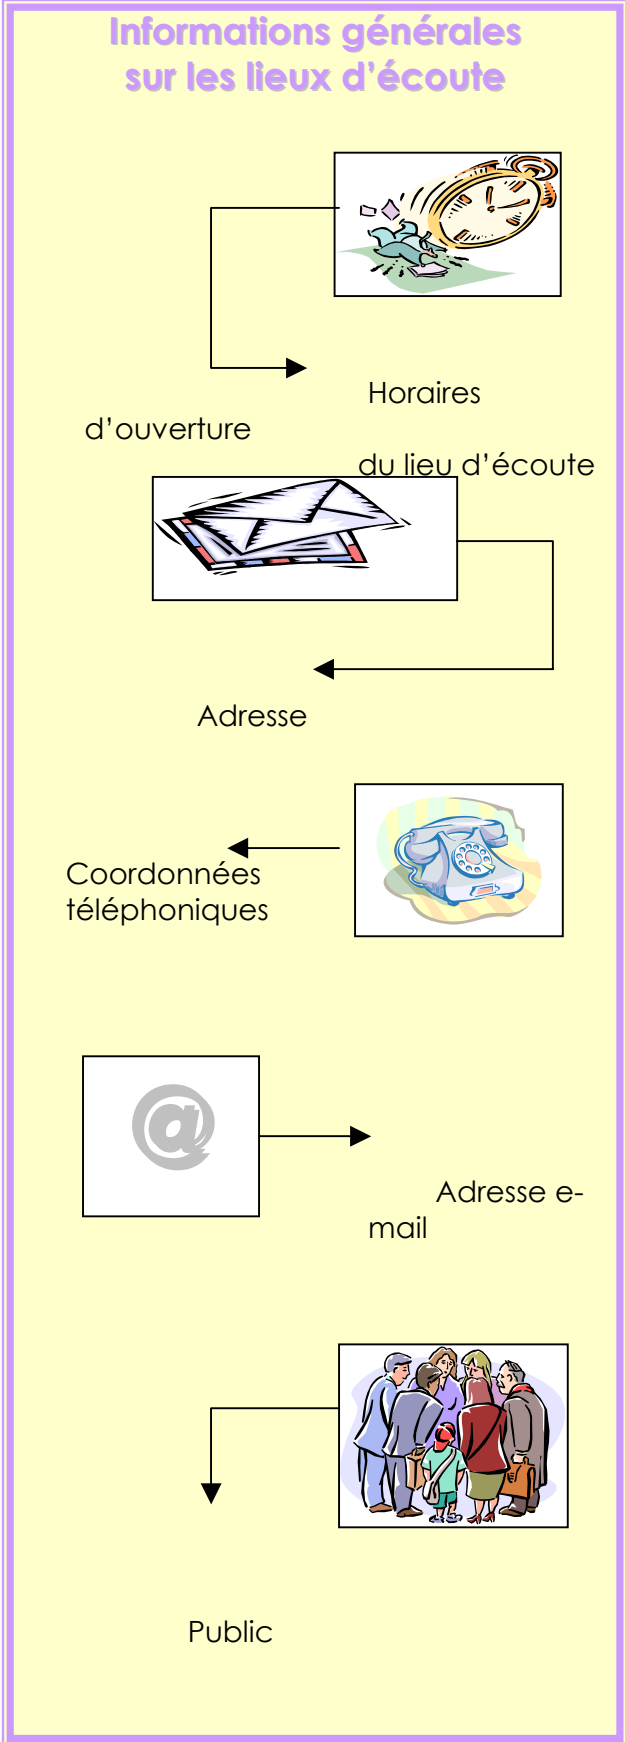 Informations générales
sur les lieux d'écoute
Horaires
d'ouverture
du lieu d'écoute
Adresse
Coordonnées
téléphoniques
@
Adresse e-
mail
Public